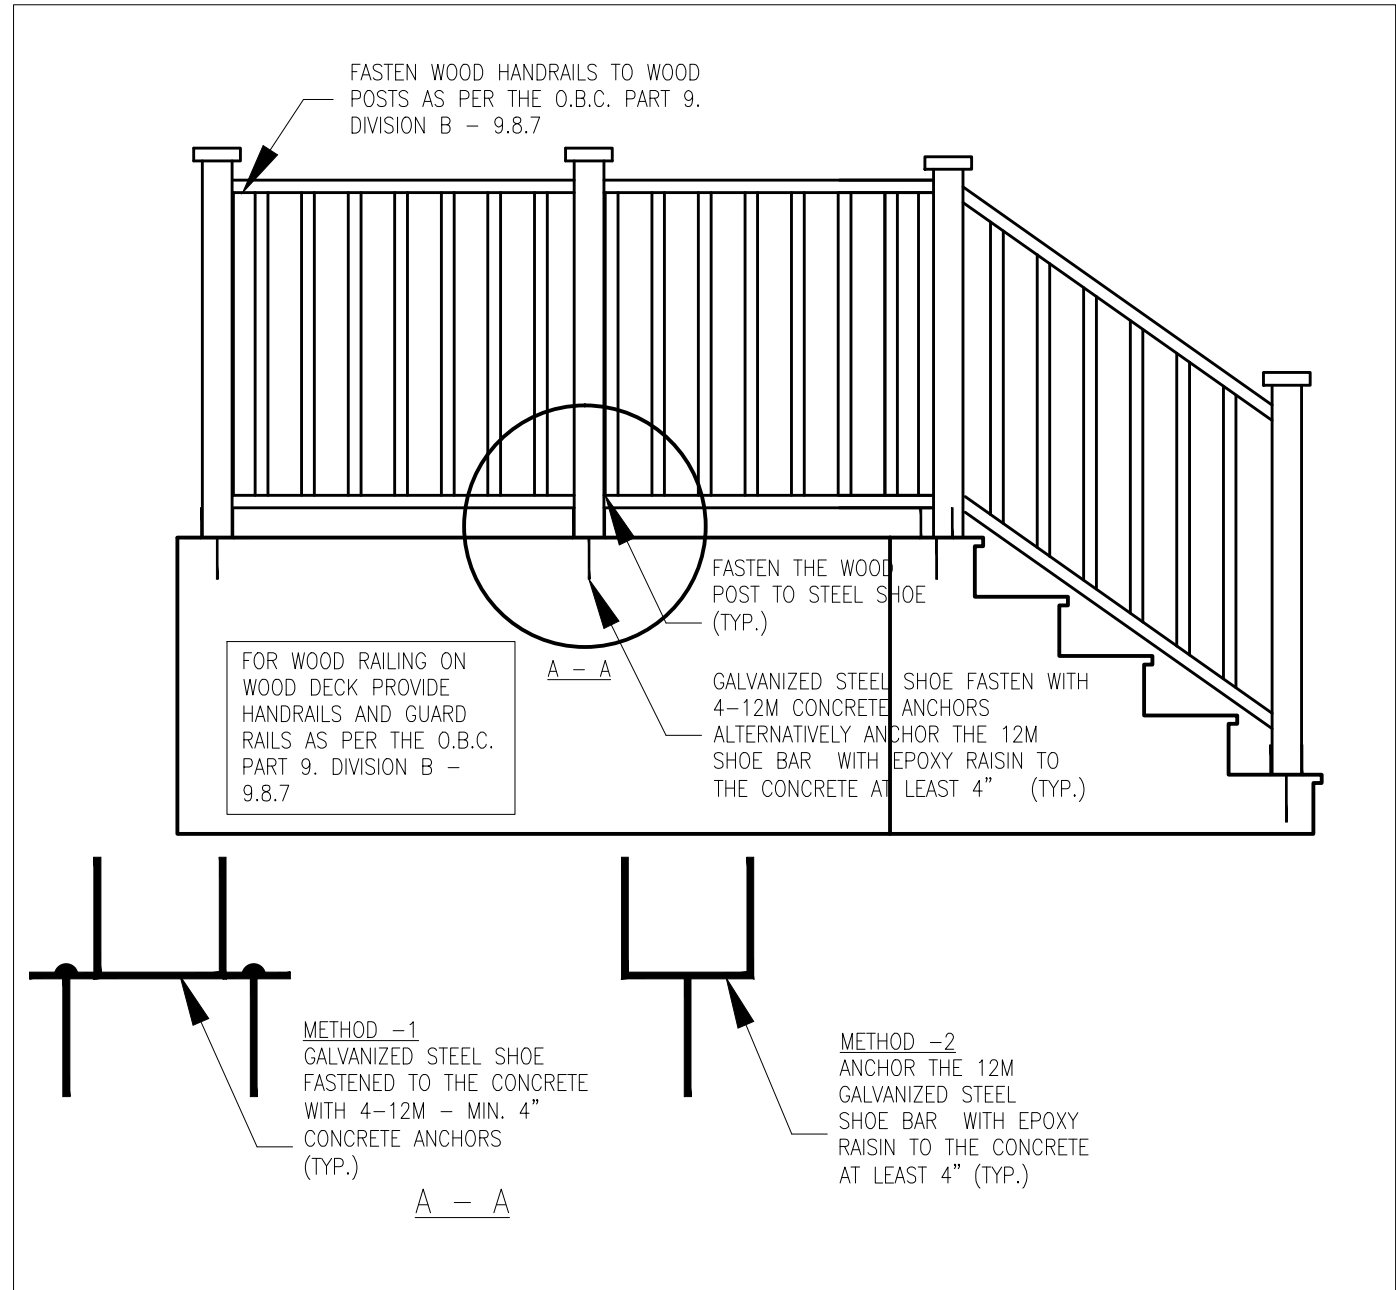 FASTEN WOOD HANDRAILS TO WOOD
POSTS AS PER THE O.B.C. PART 9.
DIVISION B - 9.8.7
FASTEN THE WOOD
POST TO STEEL SHOE
(TYP.)
A - A
FOR WOOD RAILING ON
WOOD DECK PROVIDE
HANDRAILS AND GUARD
RAILS AS PER THE O.B.C.
PART 9. DIVISION B -
9.8.7
GALVANIZED STEEL SHOE FASTEN WITH
4-12M CONCRETE ANCHORS
ALTERNATIVELY ANCHOR THE 12M
SHOE BAR WITH EPOXY RAISIN TO
THE CONCRETE AT LEAST 4” (TYP.)
METHOD -1
GALVANIZED STEEL SHOE
FASTENED TO THE CONCRETE
WITH 4-12M - MIN. 4”
CONCRETE ANCHORS
(TYP.)
A - A
METHOD -2
ANCHOR THE 12M
GALVANIZED STEEL
SHOE BAR WITH EPOXY
RAISIN TO THE CONCRETE
AT LEAST 4” (TYP.)